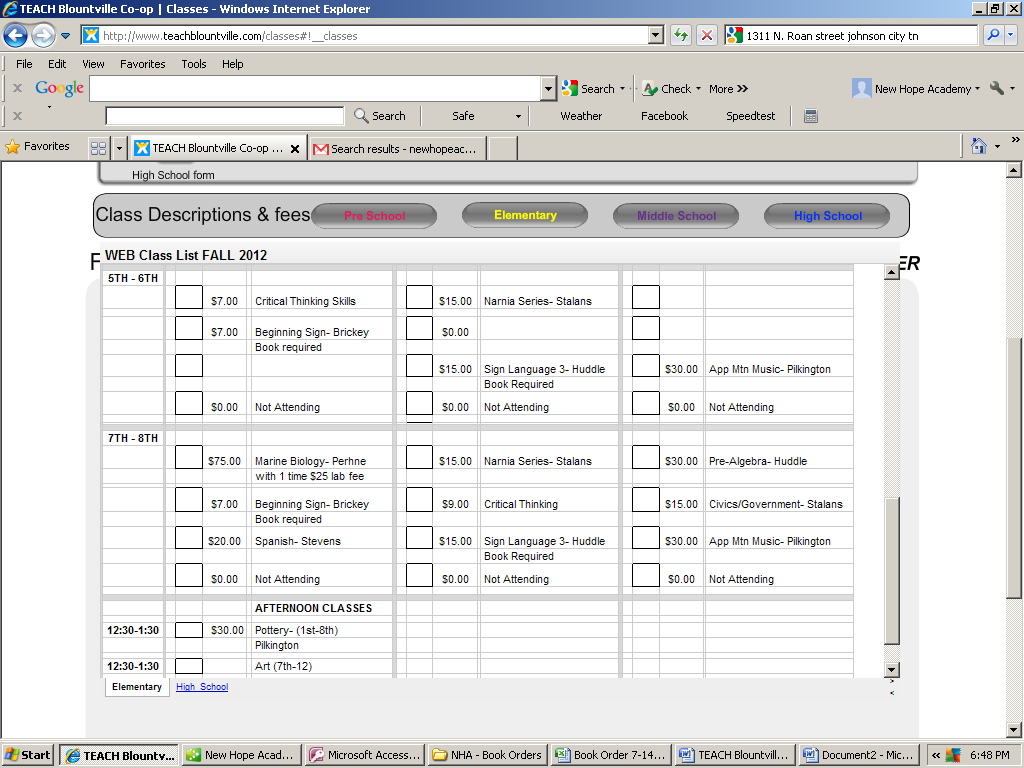 TEACH Blountville Co-op | Classes - Windows Internet Explorer
http://www.teachblountville.com/classes#!__classes
1311 N. Roan street johnson city tn
File Edit View Favorites Tools Help
x Google Search Check More >> New Hope Academy
x Search Safe Weather Facebook Speedtest
Favorites TEACH Blountville Co-op ... x Search results - newhopeac... »
High School form
Class Descriptions & fees Pre School Elementary Middle School High School
F ER
WEB Class List FALL 2012
5TH - 6TH
$7.00 Critical Thinking Skills $15.00 Narnia Series- Stalans
$7.00 Beginning Sign- Brickey $0.00
Book required
$15.00 Sign Language 3- Huddle $30.00 App Mtn Music- Pilkington
Book Required
$0.00 Not Attending $0.00 Not Attending $0.00 Not Attending
7TH - 8TH
$75.00 Marine Biology- Perhne $15.00 Narnia Series- Stalans $30.00 Pre-Algebra- Huddle
with 1 time $25 lab fee
$7.00 Beginning Sign- Brickey $9.00 Critical Thinking $15.00 Civics/Government- Stalans
Book required
$20.00 Spanish- Stevens $15.00 Sign Language 3- Huddle $30.00 App Mtn Music- Pilkington
Book Required
$0.00 Not Attending $0.00 Not Attending $0.00 Not Attending
AFTERNOON CLASSES
12:30-1:30 $30.00 Pottery- (1st-8th)
Pilkington
12:30-1:30 Art (7th-12)
Elementary High_School
>
<
Start TEACH Blountv... New Hope Acad... Microsoft Access... NHA - Book Orders Book Order 7-14... TEACH Blountvill... Document2 - Mic... « 6:48 PM